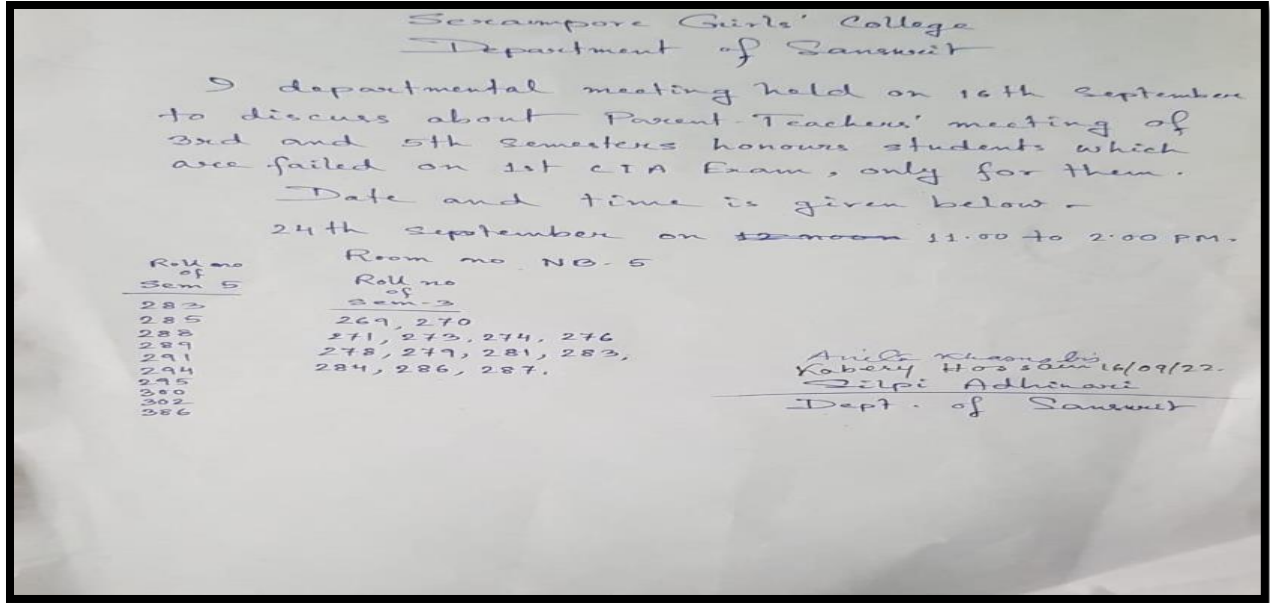 Serampore Girls' College
Department of Sanskrit
I departmental meeting held on 16th September
to discuss about Parent-Teachers' meeting of
3rd and 5th semesters honours students which
are failed on 1st CIA Exam, only for them.
Date and time is given below -
24th September on 12 noon 11.00 to 2.00 PM.
Room no NB-5
Roll no
of
Sem 5
283
285
288
289
291
294
295
300
302
386
Roll no
of
Sem-3
269, 270
271, 273, 274, 276
278, 279, 281, 283,
284, 286, 287.
Kabery Hossain 16/09/22.
Silpi Adhikari
Dept. of Sanskrit